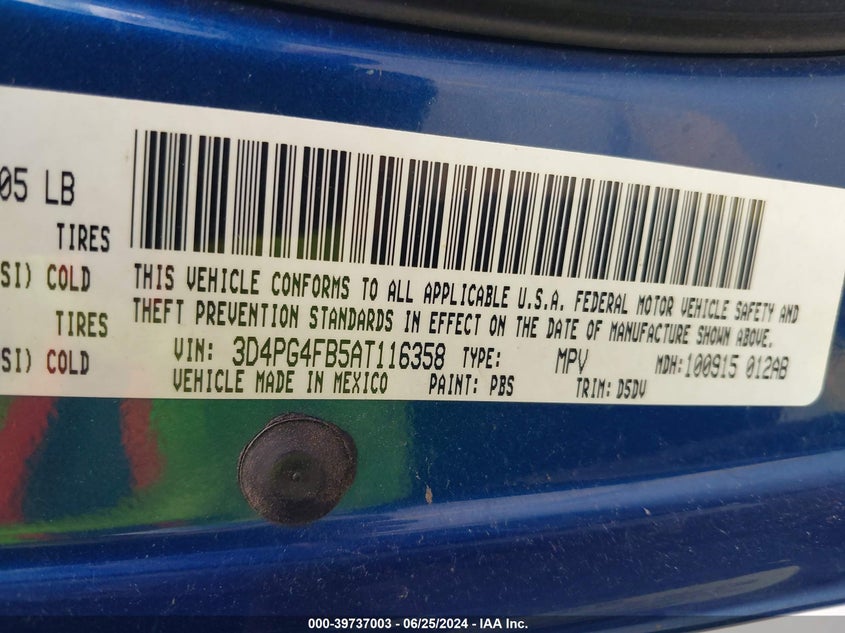 05 LB
TIRES
SI) COLD
TIRES
SI) COLD
THIS VEHICLE CONFORMS TO ALL APPLICABLE U.S.A. FEDERAL MOTOR VEHICLE SAFETY AND
THEFT PREVENTION STANDARDS IN EFFECT ON THE DATE OF MANUFACTURE SHOWN ABOVE.
VIN: 3D4PG4FB5AT116358 TYPE: MPV MDH: 100915 012AB
VEHICLE MADE IN MEXICO PAINT: PBS TRIM: D5DV
000-39737003 - 06/25/2024 - IAA Inc.